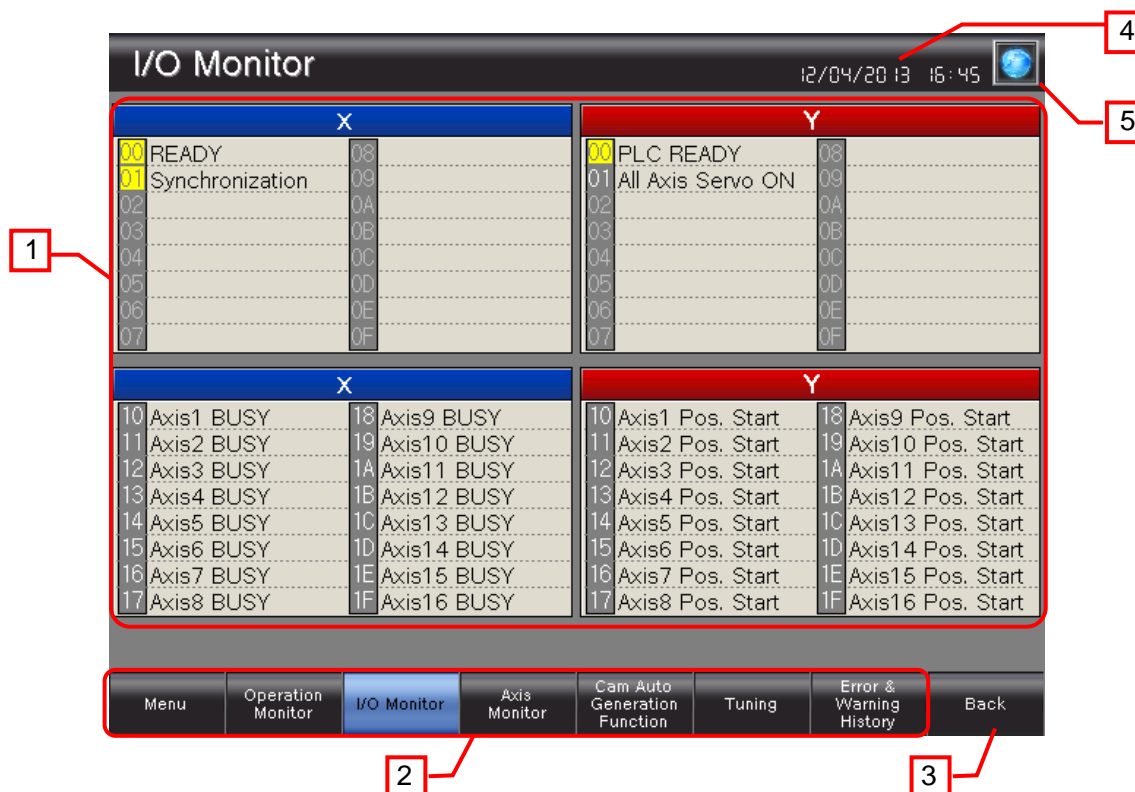 4
I/O Monitor
12/04/2013 16:45
5
X
00 READY 08
01 Synchronization 09
02 0A
03 0B
04 0C
05 0D
06 0E
07 0F
Y
00 PLC READY 08
01 All Axis Servo ON 09
02 0A
03 0B
04 0C
05 0D
06 0E
07 0F
1
X
10 Axis1 BUSY 18 Axis9 BUSY
11 Axis2 BUSY 19 Axis10 BUSY
12 Axis3 BUSY 1A Axis11 BUSY
13 Axis4 BUSY 1B Axis12 BUSY
14 Axis5 BUSY 1C Axis13 BUSY
15 Axis6 BUSY 1D Axis14 BUSY
16 Axis7 BUSY 1E Axis15 BUSY
17 Axis8 BUSY 1F Axis16 BUSY
Y
10 Axis1 Pos. Start 18 Axis9 Pos. Start
11 Axis2 Pos. Start 19 Axis10 Pos. Start
12 Axis3 Pos. Start 1A Axis11 Pos. Start
13 Axis4 Pos. Start 1B Axis12 Pos. Start
14 Axis5 Pos. Start 1C Axis13 Pos. Start
15 Axis6 Pos. Start 1D Axis14 Pos. Start
16 Axis7 Pos. Start 1E Axis15 Pos. Start
17 Axis8 Pos. Start 1F Axis16 Pos. Start
Menu
Operation
Monitor
I/O Monitor
Axis
Monitor
Cam Auto
Generation
Function
Tuning
Error &
Warning
History
Back
2
3